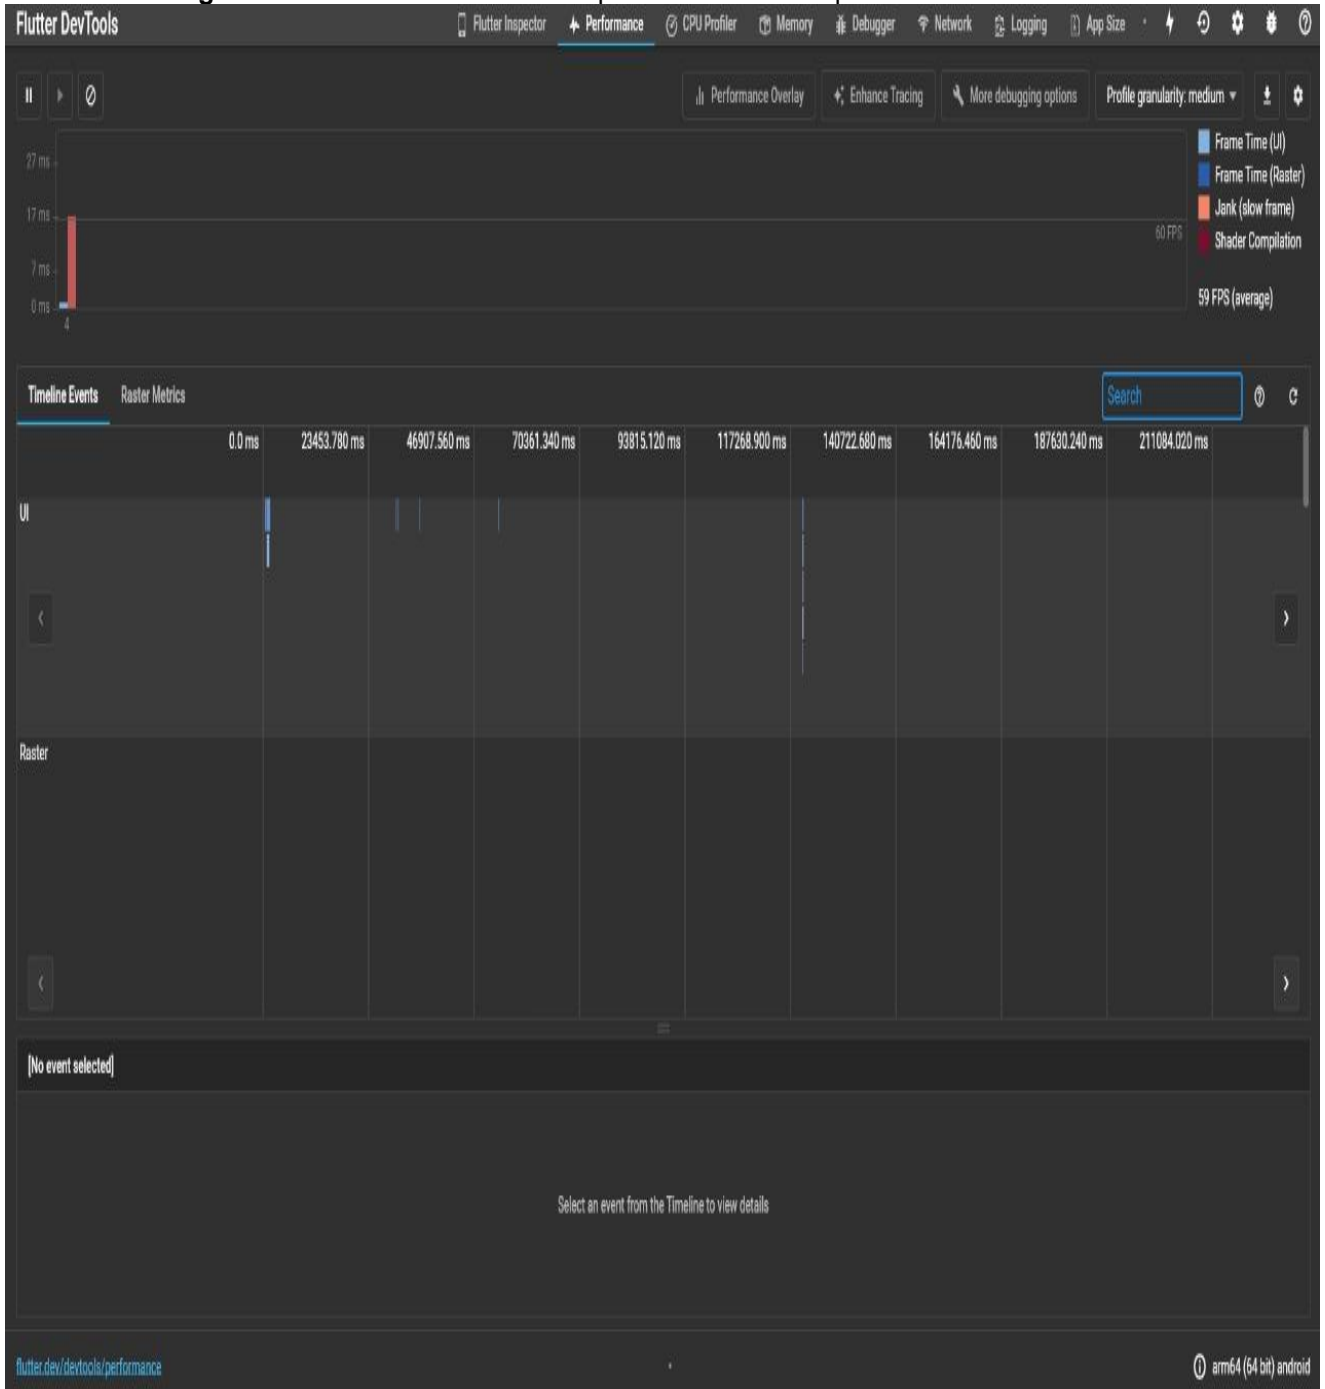 Flutter DevTools Flutter Inspector Performance CPU Profiler Memory Debugger Network Logging App Size
Performance Overlay Enhance Tracing More debugging options Profile granularity: medium
Frame Time (UI)
27 ms
Frame Time (Raster)
17 ms
Jank (slow frame)
60 FPS
Shader Compilation
7 ms
59 FPS (average)
0 ms
4
Timeline Events Raster Metrics Search
0.0 ms 23453.780 ms 46907.560 ms 70361.340 ms 93815.120 ms 117268.900 ms 140722.680 ms 164176.460 ms 187630.240 ms 211084.020 ms
UI
Raster
[No event selected]
Select an event from the Timeline to view details
flutter.dev/devtools/performance arm64 (64 bit) android